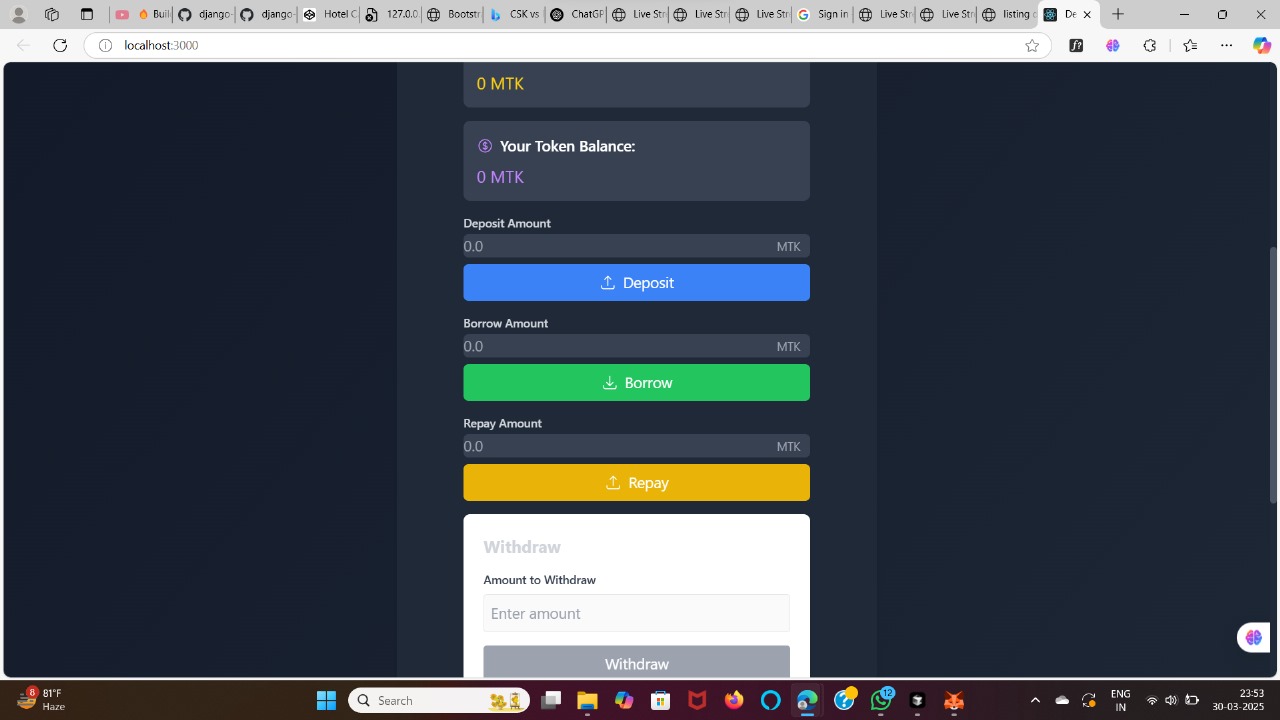 Buil
django
django
Hotel C
127.0.0
Bootstr
CSK vs
ChatG
Live Str
Live Str
Live Str
Sign in
Live Str
Live Str
listing c
De
localhost:3000
0 MTK
Your Token Balance:
0 MTK
Deposit Amount
0.0 MTK
Deposit
Borrow Amount
0.0 MTK
Borrow
Repay Amount
0.0 MTK
Repay
Withdraw
Amount to Withdraw
Enter amount
Withdraw
8
81°F
Haze
Search
12
ENG
IN
23:53
30-03-2025